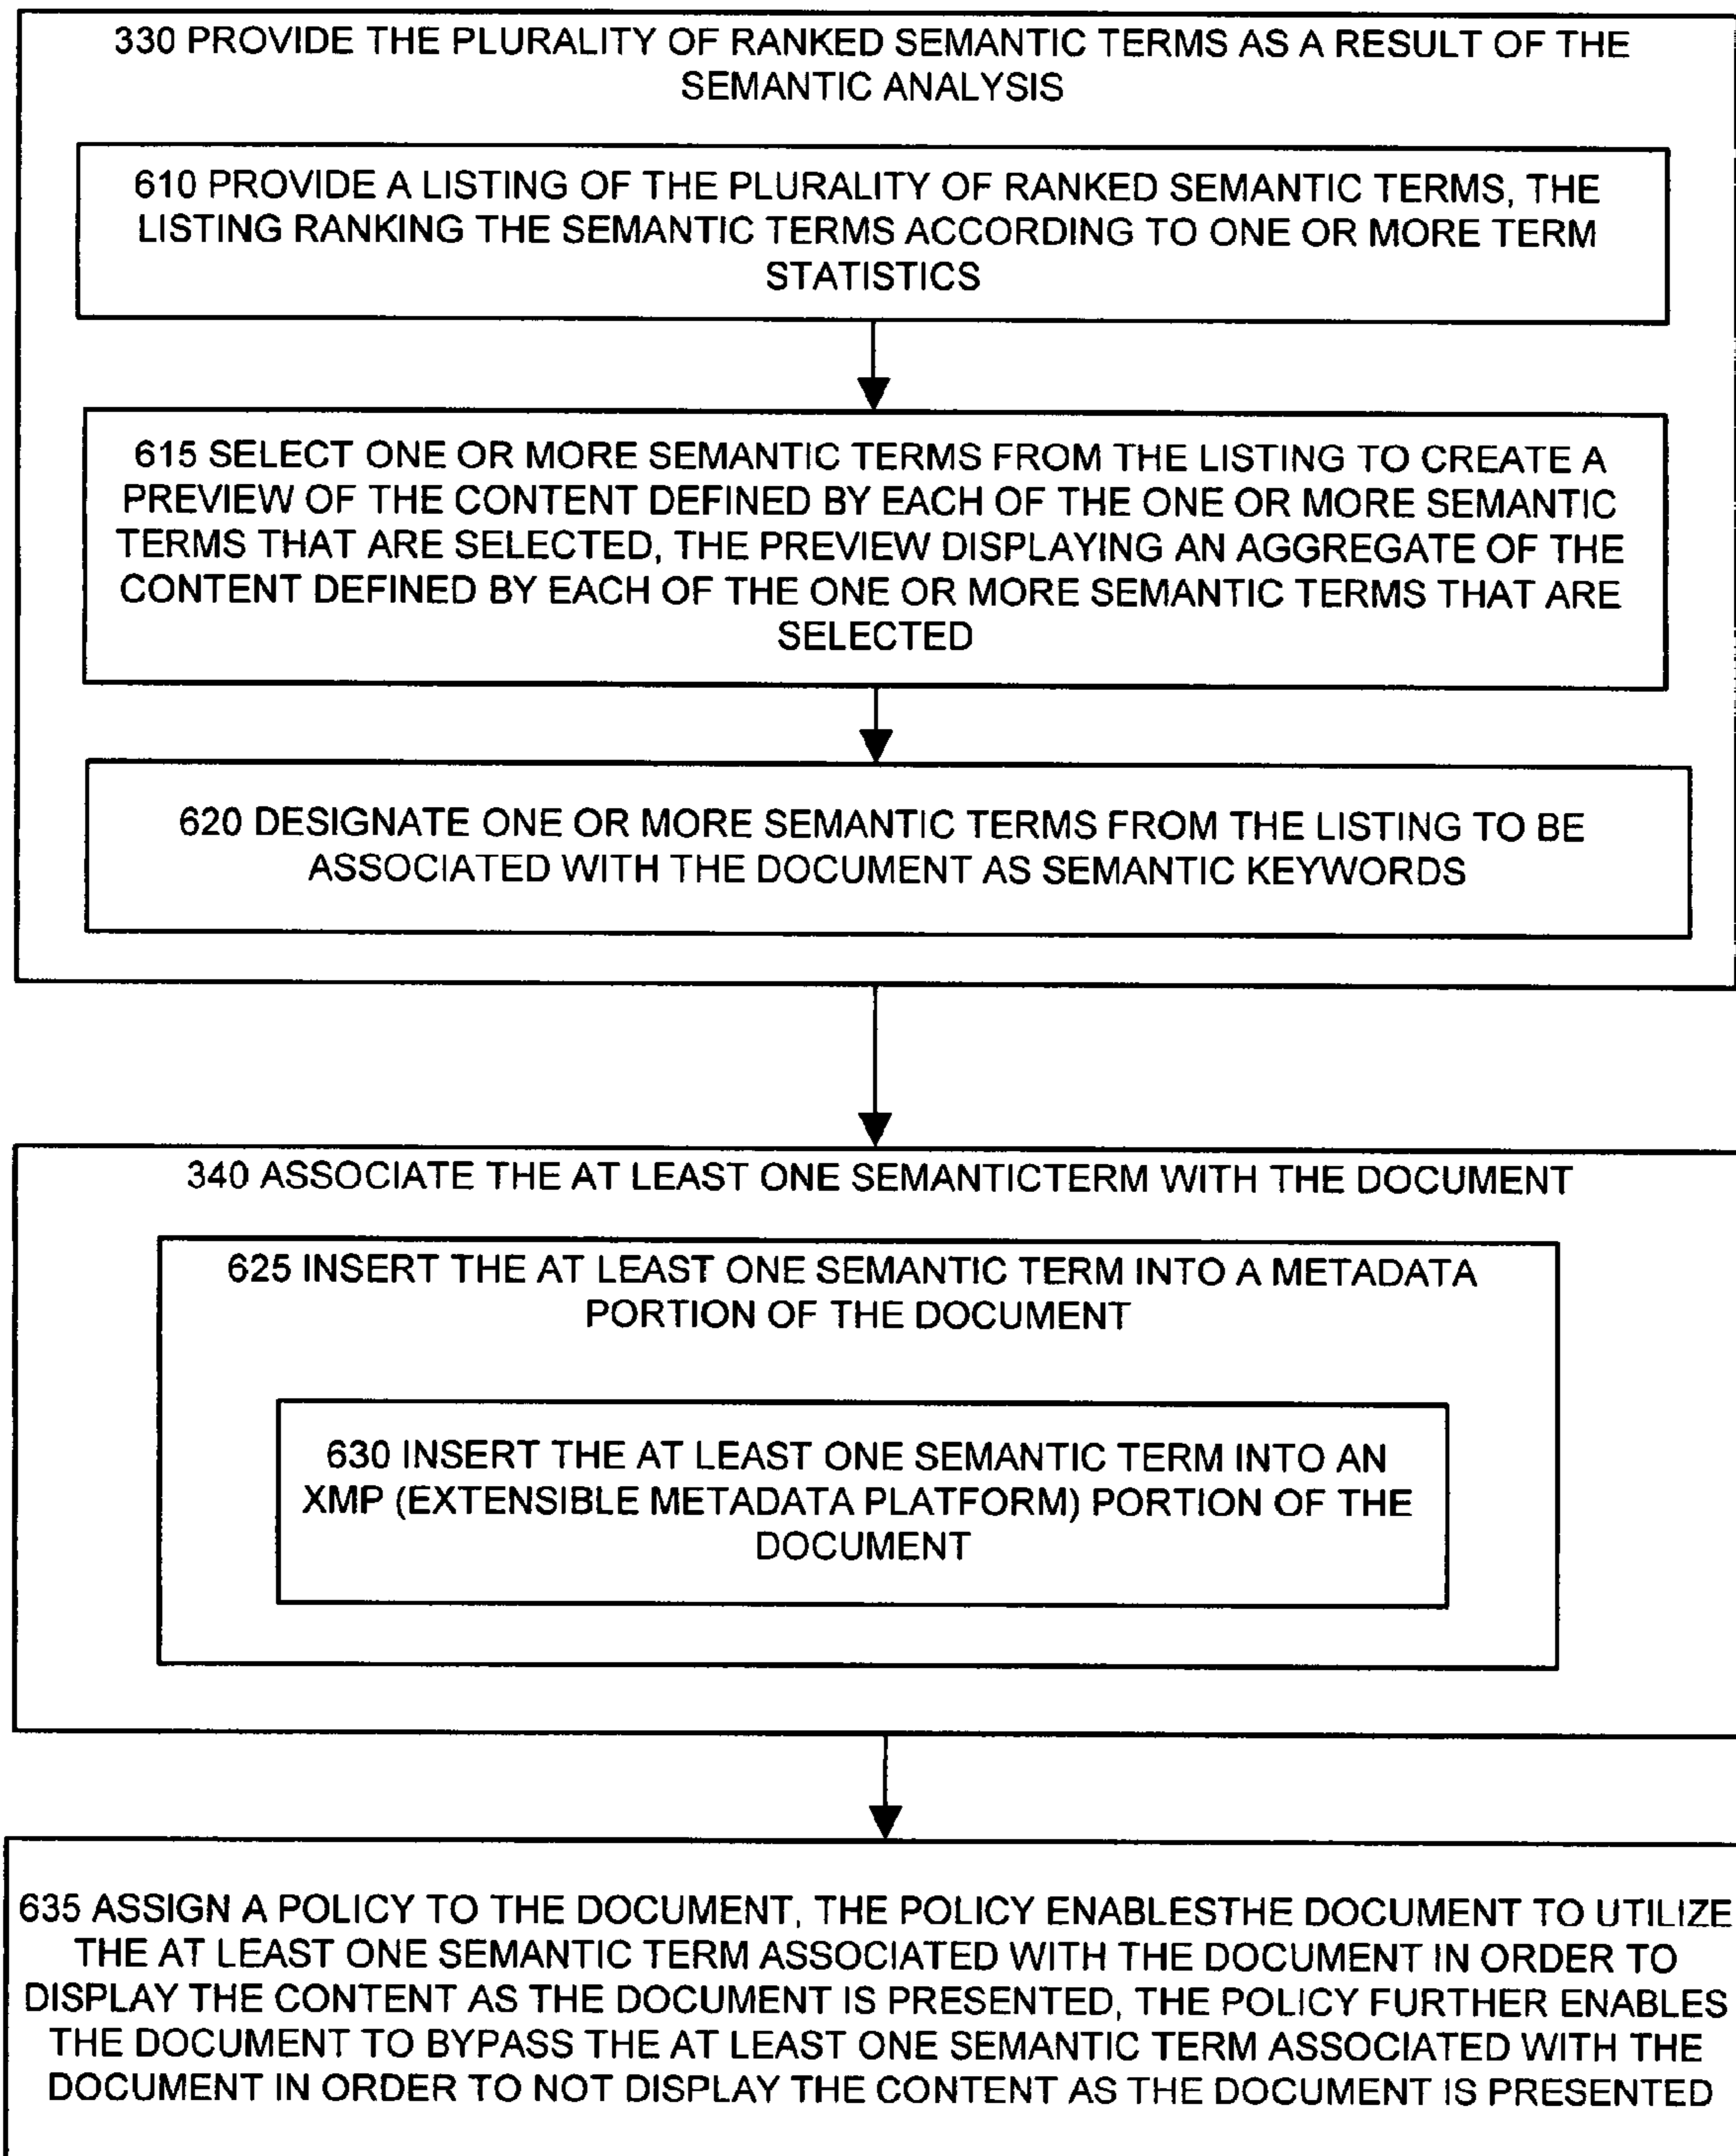 330 PROVIDE THE PLURALITY OF RANKED SEMANTIC TERMS AS A RESULT OF THE
SEMANTIC ANALYSIS
610 PROVIDE A LISTING OF THE PLURALITY OF RANKED SEMANTIC TERMS, THE
LISTING RANKING THE SEMANTIC TERMS ACCORDING TO ONE OR MORE TERM
STATISTICS
615 SELECT ONE OR MORE SEMANTIC TERMS FROM THE LISTING TO CREATE A
PREVIEW OF THE CONTENT DEFINED BY EACH OF THE ONE OR MORE SEMANTIC
TERMS THAT ARE SELECTED, THE PREVIEW DISPLAYING AN AGGREGATE OF THE
CONTENT DEFINED BY EACH OF THE ONE OR MORE SEMANTIC TERMS THAT ARE
SELECTED
620 DESIGNATE ONE OR MORE SEMANTIC TERMS FROM THE LISTING TO BE
ASSOCIATED WITH THE DOCUMENT AS SEMANTIC KEYWORDS
340 ASSOCIATE THE AT LEAST ONE SEMANTICTERM WITH THE DOCUMENT
625 INSERT THE AT LEAST ONE SEMANTIC TERM INTO A METADATA
PORTION OF THE DOCUMENT
630 INSERT THE AT LEAST ONE SEMANTIC TERM INTO AN
XMP (EXTENSIBLE METADATA PLATFORM) PORTION OF THE
DOCUMENT
635 ASSIGN A POLICY TO THE DOCUMENT, THE POLICY ENABLESTHE DOCUMENT TO UTILIZE
THE AT LEAST ONE SEMANTIC TERM ASSOCIATED WITH THE DOCUMENT IN ORDER TO
DISPLAY THE CONTENT AS THE DOCUMENT IS PRESENTED, THE POLICY FURTHER ENABLES
THE DOCUMENT TO BYPASS THE AT LEAST ONE SEMANTIC TERM ASSOCIATED WITH THE
DOCUMENT IN ORDER TO NOT DISPLAY THE CONTENT AS THE DOCUMENT IS PRESENTED